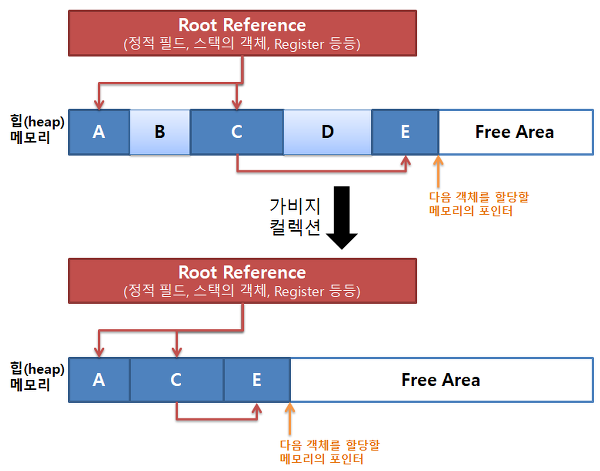 Root Reference
(정적 필드, 스택의 객체, Register 등등)
힙(heap)
메모리
A
B
C
D
E
Free Area
다음 객체를 할당할
메모리의 포인터
가비지
컬렉션
Root Reference
(정적 필드, 스택의 객체, Register 등등)
힙(heap)
메모리
A
C
E
Free Area
다음 객체를 할당할
메모리의 포인터